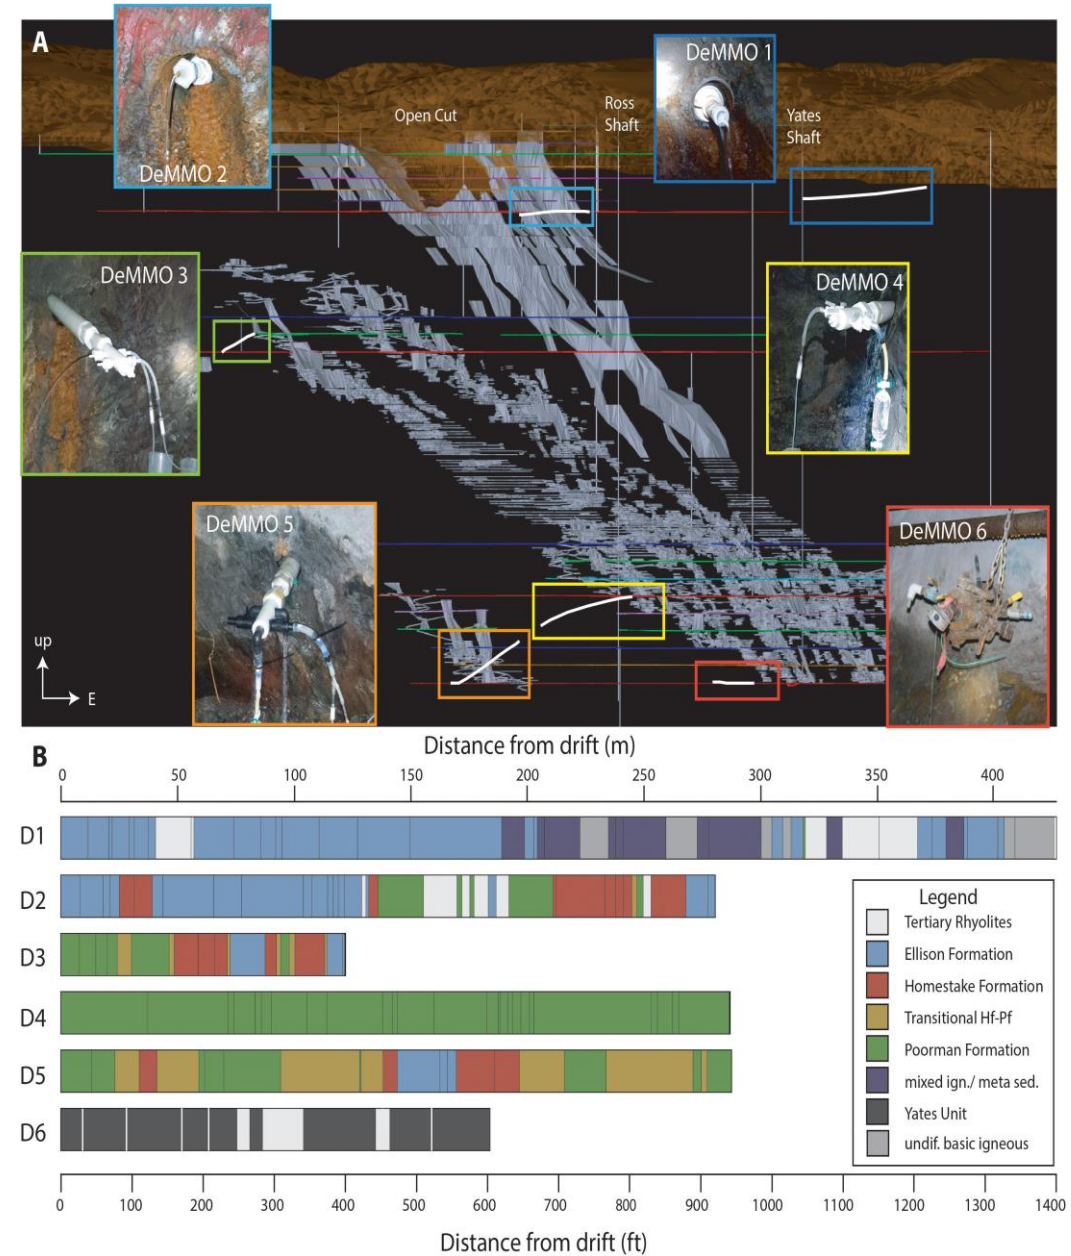 A
DeMMO 2
Open Cut
Ross
Shaft
DeMMO 1
Yates
Shaft
DeMMO 3
DeMMO 4
DeMMO 5
DeMMO 6
up
E
B
Distance from drift (m)
0 50 100 150 200 250 300 350 400
D1
D2
D3
D4
D5
D6
Legend
Tertiary Rhyolites
Ellison Formation
Homestake Formation
Transitional Hf-Pf
Poorman Formation
mixed ign./ meta sed.
Yates Unit
undif. basic igneous
0 100 200 300 400 500 600 700 800 900 1000 1100 1200 1300 1400
Distance from drift (ft)